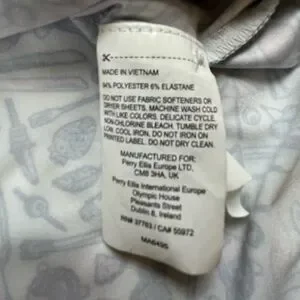 MADE IN VIETNAM
94% POLYESTER 6% ELASTANE
DO NOT USE FABRIC SOFTENERS OR
DRYER SHEETS. MACHINE WASH COLD
WITH LIKE COLORS. DELICATE CYCLE.
NON-CHLORINE BLEACH. TUMBLE DRY
LOW. COOL IRON. DO NOT IRON ON
PRINTED LABEL. DO NOT DRY CLEAN.
MANUFACTURED FOR:
Perry Ellis Europe LTD,
CM8 3HA, UK
Perry Ellis International Europe
Olympic House
Pleasants Street
Dublin 8, Ireland
RN# 37763 / CA# 50972
MA6495